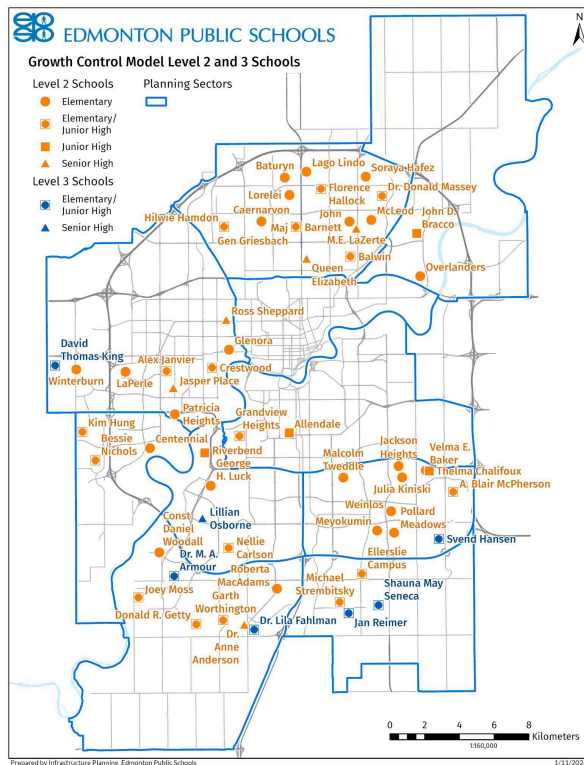 EDMONTON PUBLIC SCHOOLS
N
Growth Control Model Level 2 and 3 Schools
Level 2 Schools
Planning Sectors
Elementary
Elementary/
Junior High
Junior High
Senior High
Level 3 Schools
Elementary/
Junior High
Senior High
Baturyn
Lago Lindo
Soraya Hafez
Lorelei
Florence
Hallock
Dr. Donald Massey
Hilwie Hamdon
Caernarvon
John
McLeod
John D.
Bracco
Gen Griesbach
Maj
Barnett
M.E. LaZerte
Balwin
Queen
Elizabeth
Overlanders
Ross Sheppard
Glenora
David
Thomas King
Winterburn
LaPerle
Alex Janvier
Crestwood
Jasper Place
Patricia
Heights
Grandview
Heights
Allendale
Kim Hung
Bessie
Nichols
Centennial
Riverbend
George
H. Luck
Malcolm
Tweddle
Jackson
Heights
Velma E.
Baker
Thelma Chalifoux
Julia Kiniski
A. Blair McPherson
Weinlos
Pollard
Meadows
Meyokumin
Svend Hansen
Const
Daniel
Woodall
Lillian
Osborne
Dr. M. A.
Armour
Nellie
Carlson
Roberta
MacAdams
Ellerslie
Campus
Michael
Strembitsky
Shauna May
Seneca
Jan Reimer
Joey Moss
Garth
Worthington
Donald R. Getty
Dr.
Anne
Anderson
Dr. Lila Fahlman
0 2 4 6 8
Kilometers
1:160,000
Prepared by Infrastructure Planning, Edmonton Public Schools